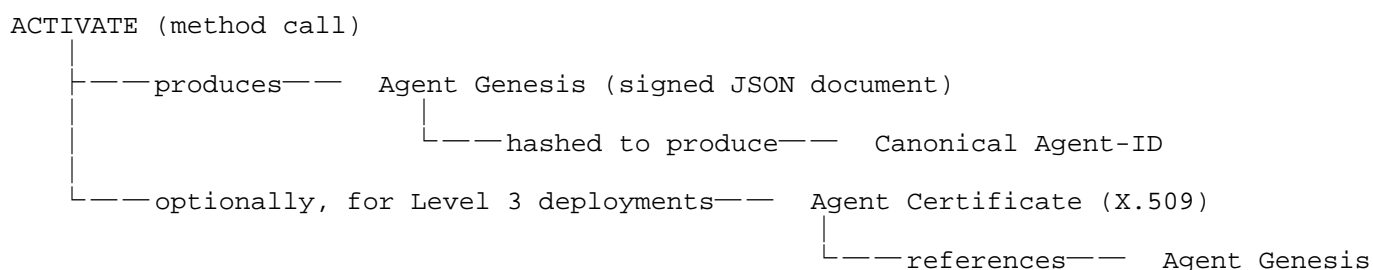 ACTIVATE (method call)
produces Agent Genesis (signed JSON document)
hashed to produce Canonical Agent-ID
optionally, for Level 3 deployments Agent Certificate (X.509)
references Agent Genesis